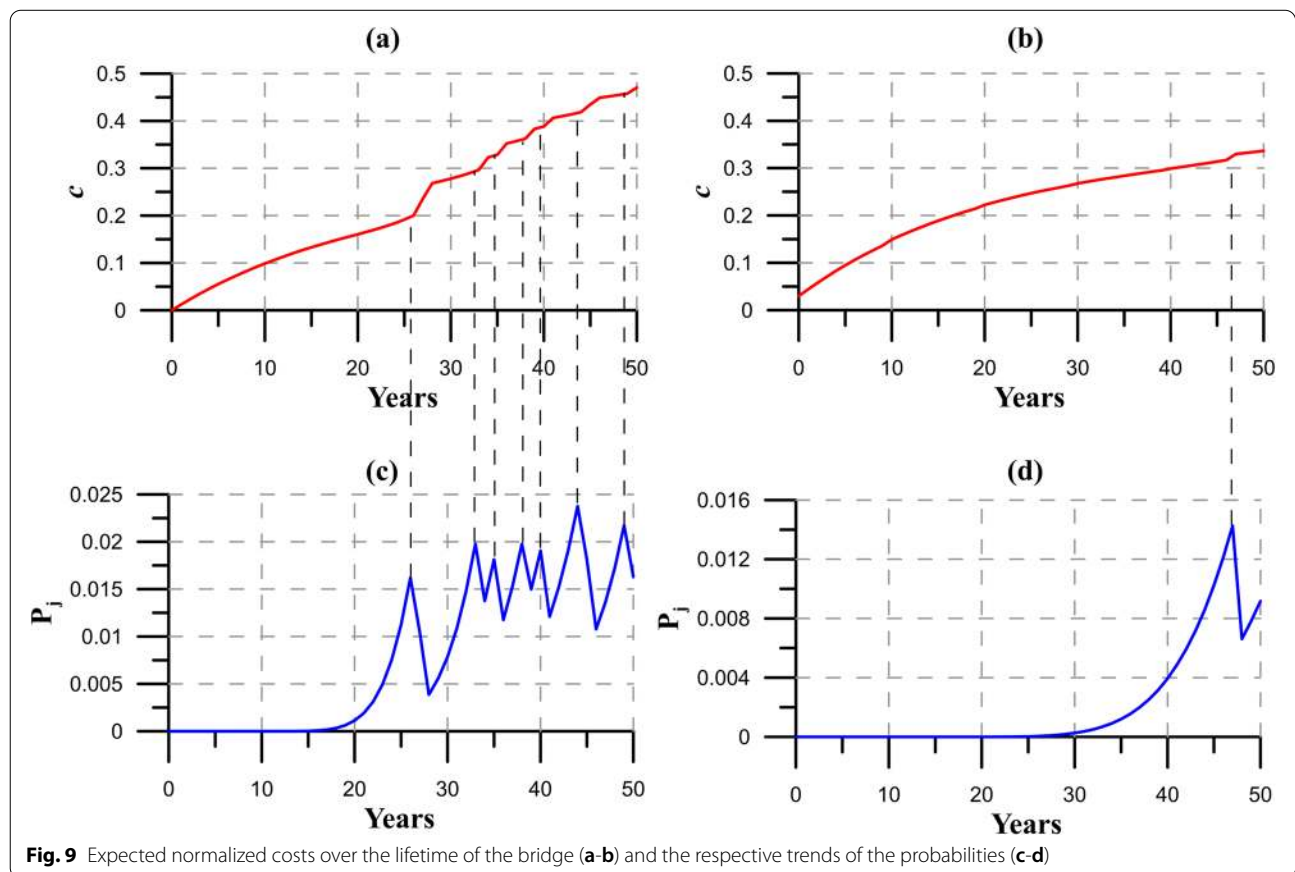 (a)
0.5
0.4
0.3
0.2
0.1
0
c
0 10 20 30 40 50
Years
(b)
0.5
0.4
0.3
0.2
0.1
0
c
0 10 20 30 40 50
Years
(c)
0.025
0.02
0.015
0.01
0.005
0
Pj
0 10 20 30 40 50
Years
(d)
0.016
0.012
0.008
0.004
0
Pj
0 10 20 30 40 50
Years
Fig. 9 Expected normalized costs over the lifetime of the bridge (a-b) and the respective trends of the probabilities (c-d)